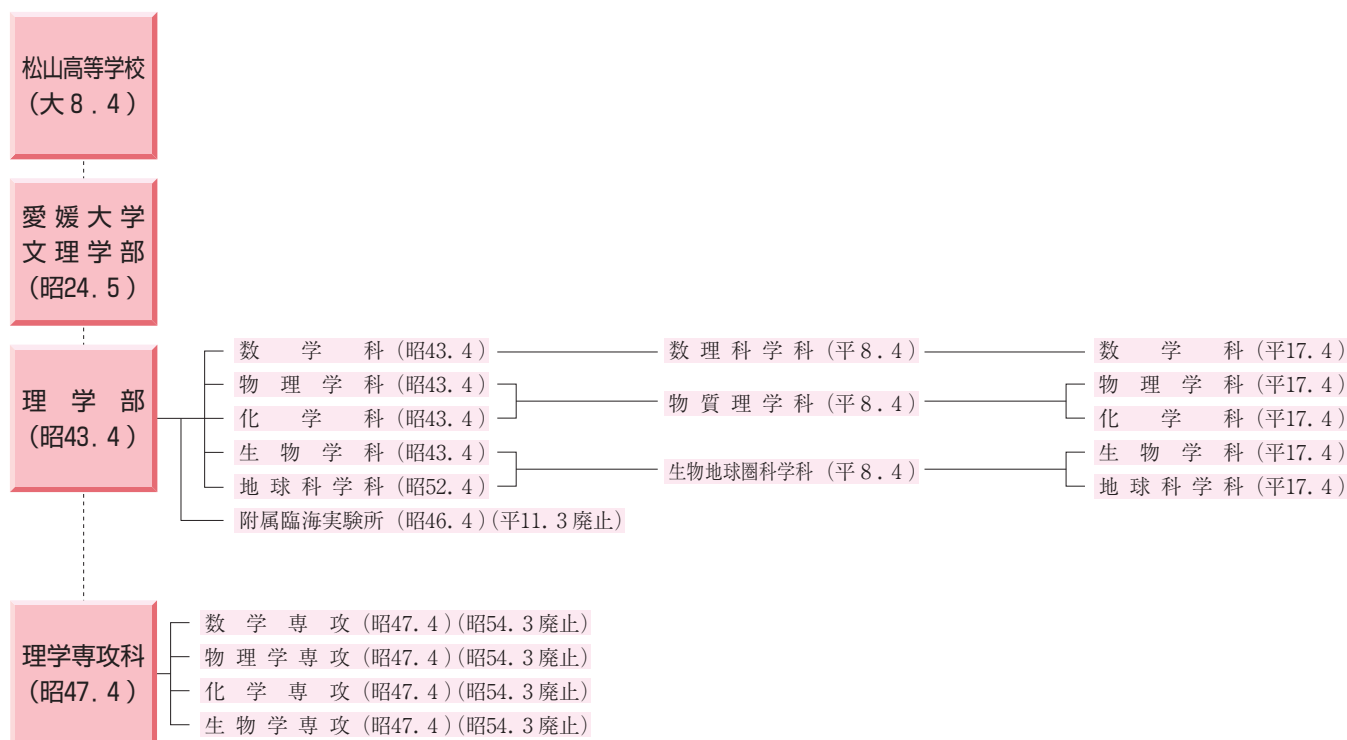 松山高等学校
(大8.4)
愛媛大学
文理学部
(昭24.5)
理学部
(昭43.4)
数学科(昭43.4) 数理科学科(平8.4) 数学科(平17.4)
物理学科(昭43.4) 物理学科(平17.4)
物質理学科(平8.4)
化学科(昭43.4) 化学科(平17.4)
生物学科(昭43.4) 生物学科(平17.4)
生物地球圏科学科(平8.4)
地球科学科(昭52.4) 地球科学科(平17.4)
附属臨海実験所(昭46.4)(平11.3廃止)
理学専攻科
(昭47.4)
数学専攻(昭47.4)(昭54.3廃止)
物理学専攻(昭47.4)(昭54.3廃止)
化学専攻(昭47.4)(昭54.3廃止)
生物学専攻(昭47.4)(昭54.3廃止)